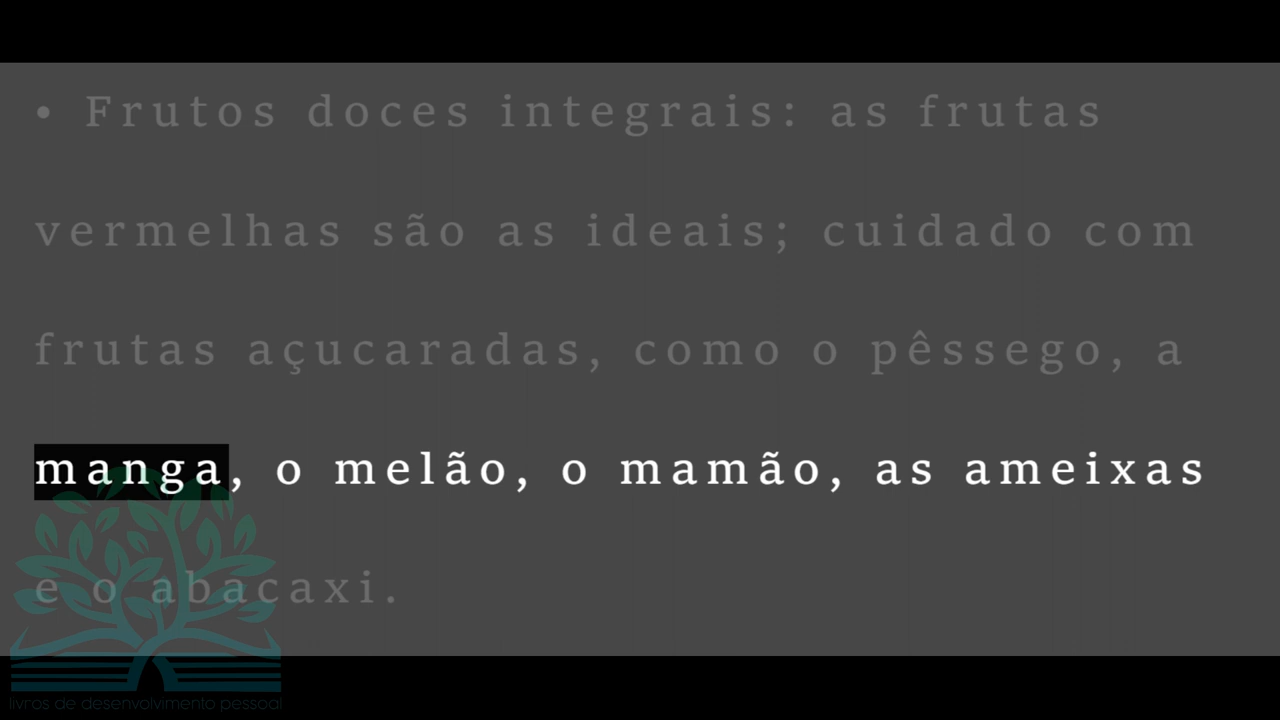 • Frutos doces integrais: as frutas
vermelhas são as ideais; cuidado com
frutas açucaradas, como o pêssego, a
manga, o melão, o mamão, as ameixas
e o abacaxi.
livros de desenvolvimento pessoal